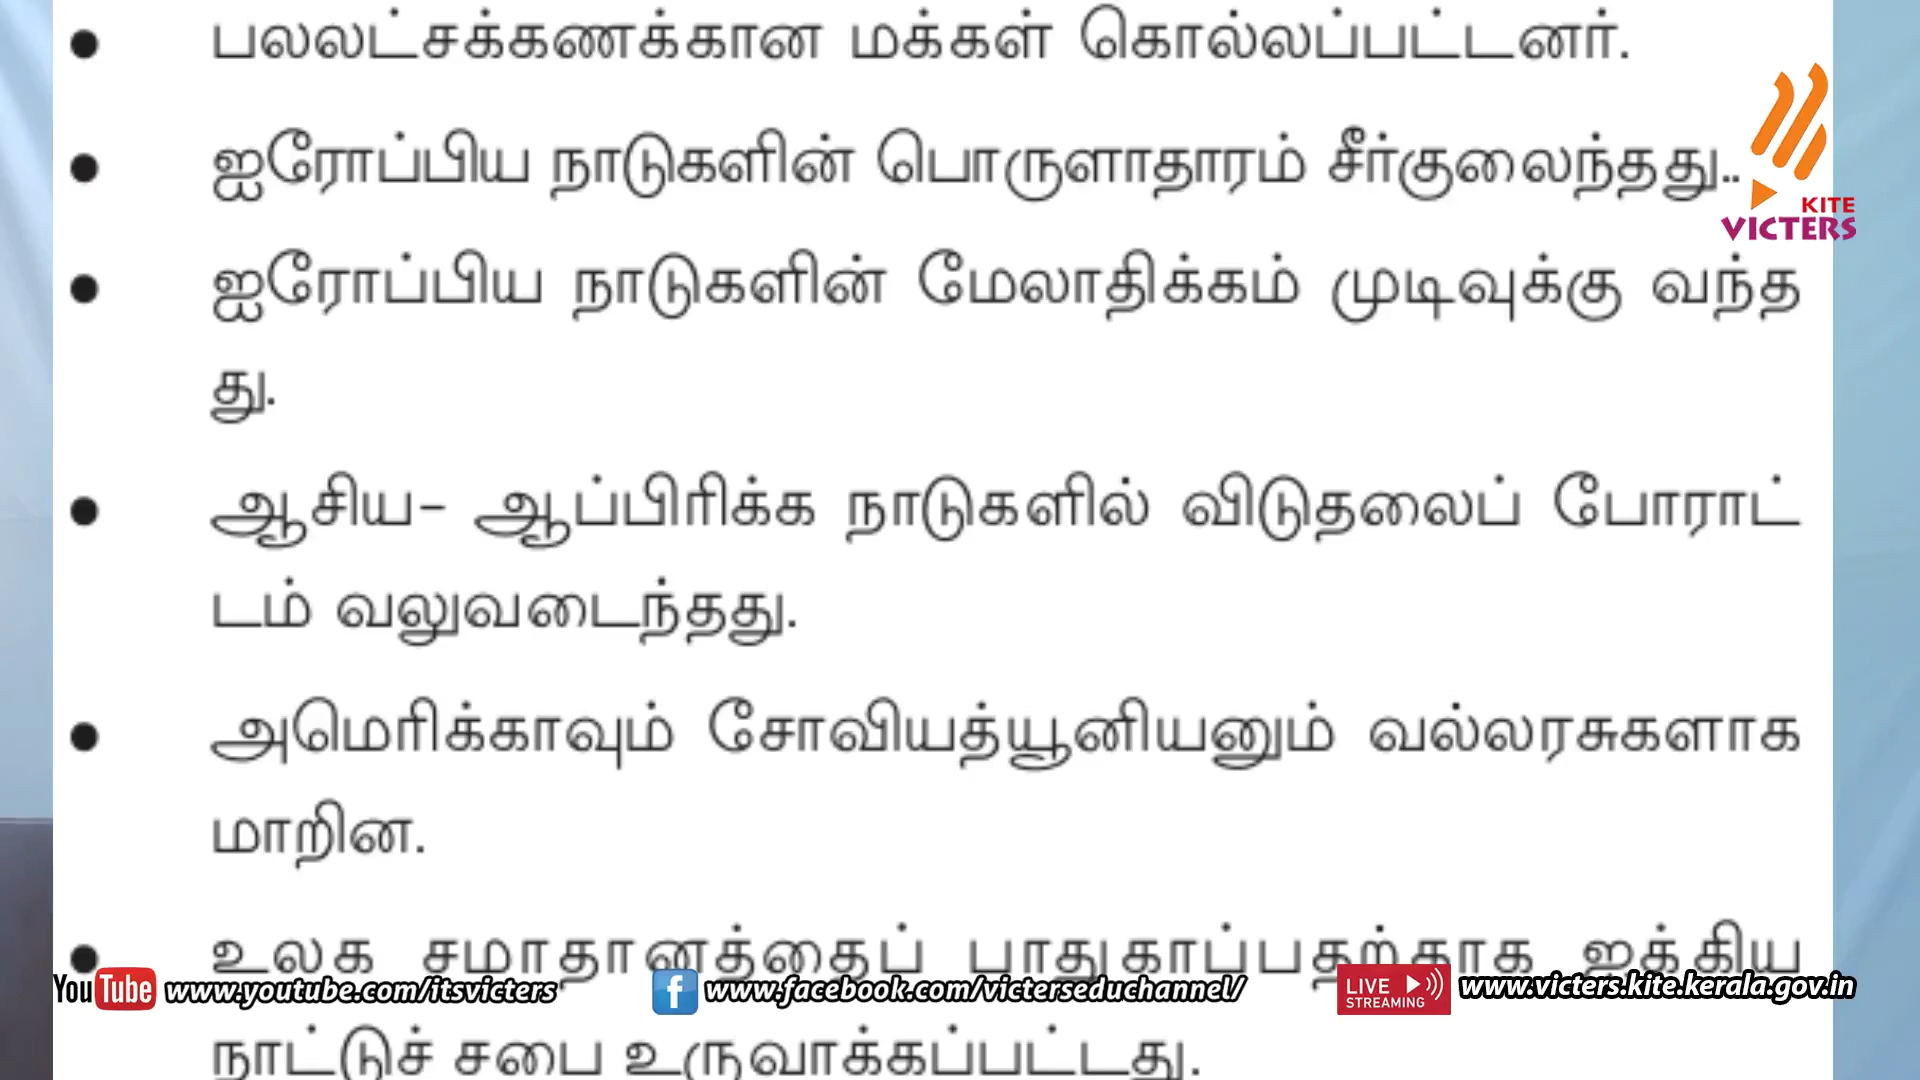 • பலலட்சக்கணக்கான மக்கள் கொல்லப்பட்டனர்.
• ஐரோப்பிய நாடுகளின் பொருளாதாரம் சீர்குலைந்தது..
KITE
VICTERS
• ஐரோப்பிய நாடுகளின் மேலாதிக்கம் முடிவுக்கு வந்த
து.
• ஆசிய- ஆப்பிரிக்க நாடுகளில் விடுதலைப் போராட்
டம் வலுவடைந்தது.
• அமெரிக்காவும் சோவியத்யூனியனும் வல்லரசுகளாக
மாறின.
• உலக சமாதானத்தைப் பாதுகாப்பதற்காக ஐக்கிய
YouTube www.youtube.com/itsvicters f www.facebook.com/victerseduchannel/ LIVE STREAMING www.victers.kite.kerala.gov.in
நாட்டுச் சபை உருவாக்கப்பட்டது.